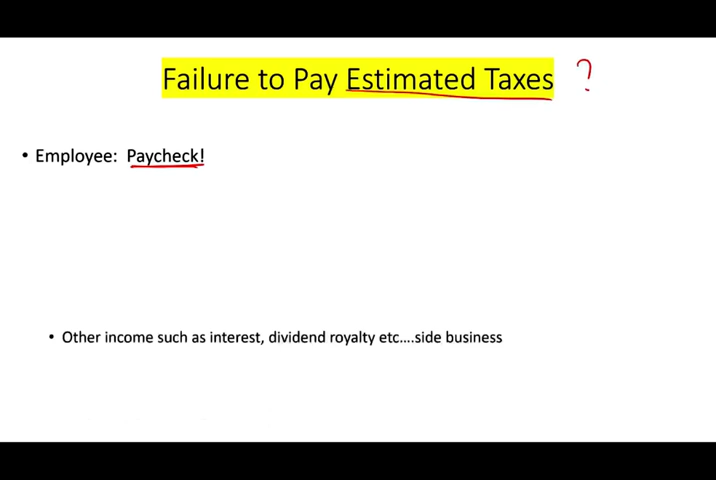 Failure to Pay Estimated Taxes ?
• Employee: Paycheck!
• Other income such as interest, dividend royalty etc....side business